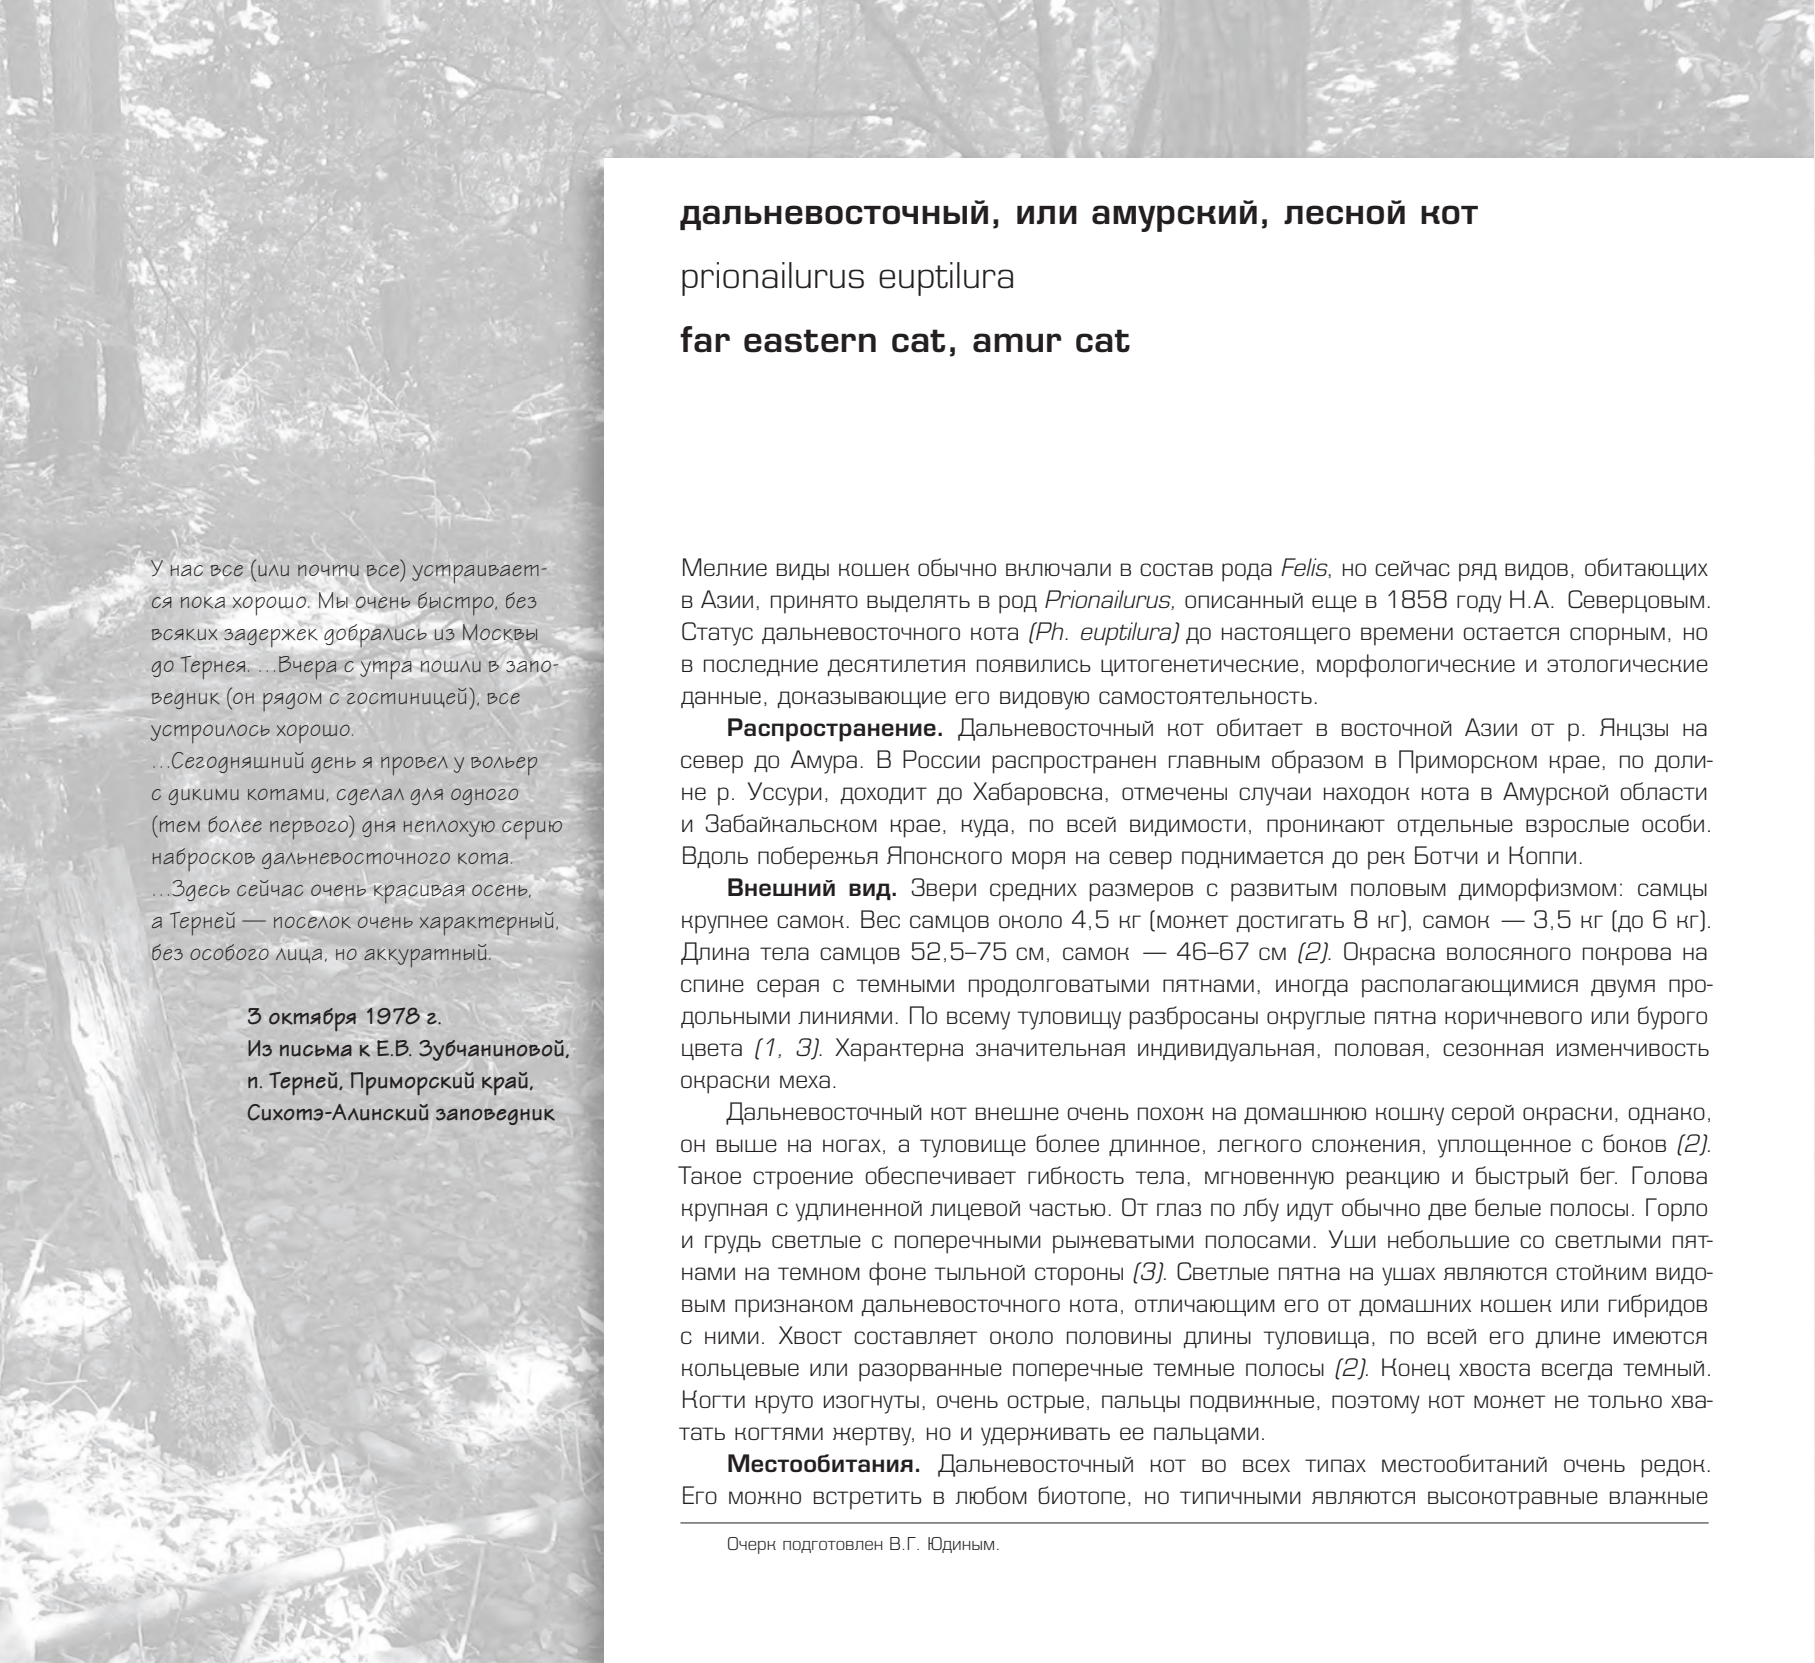 дальневосточный, или амурский, лесной кот
prionailurus euptilura
far eastern cat, amur cat
У нас все (или почти все) устраивает-
ся пока хорошо. Мы очень быстро, без
всяких задержек добрались из Москвы
до Тернея. …Вчера с утра пошли в запо-
ведник (он рядом с гостиницей), все
устроилось хорошо.
…Сегодняшний день я провел у вольер
с дикими котами, сделал для одного
(тем более первого) дня неплохую серию
набросков дальневосточного кота.
…Здесь сейчас очень красивая осень,
а Терней — поселок очень характерный,
без особого лица, но аккуратный.
3 октября 1978 г.
Из письма к Е.В. Зубчаниновой,
п. Терней, Приморский край,
Сихотэ-Алинский заповедник
Мелкие виды кошек обычно включали в состав рода Felis, но сейчас ряд видов, обитающих
в Азии, принято выделять в род Prionailurus, описанный еще в 1858 году Н.А. Северцовым.
Статус дальневосточного кота (Ph. euptilura) до настоящего времени остается спорным, но
в последние десятилетия появились цитогенетические, морфологические и этологические
данные, доказывающие его видовую самостоятельность.
Распространение. Дальневосточный кот обитает в восточной Азии от р. Янцзы на
север до Амура. В России распространен главным образом в Приморском крае, по доли-
не р. Уссури, доходит до Хабаровска, отмечены случаи находок кота в Амурской области
и Забайкальском крае, куда, по всей видимости, проникают отдельные взрослые особи.
Вдоль побережья Японского моря на север поднимается до рек Ботчи и Коппи.
Внешний вид. Звери средних размеров с развитым половым диморфизмом: самцы
крупнее самок. Вес самцов около 4,5 кг (может достигать 8 кг), самок — 3,5 кг (до 6 кг).
Длина тела самцов 52,5–75 см, самок — 46–67 см (2). Окраска волосяного покрова на
спине серая с темными продолговатыми пятнами, иногда располагающимися двумя про-
дольными линиями. По всему туловищу разбросаны округлые пятна коричневого или бурого
цвета (1, 3). Характерна значительная индивидуальная, половая, сезонная изменчивость
окраски меха.
Дальневосточный кот внешне очень похож на домашнюю кошку серой окраски, однако,
он выше на ногах, а туловище более длинное, легкого сложения, уплощенное с боков (2).
Такое строение обеспечивает гибкость тела, мгновенную реакцию и быстрый бег. Голова
крупная с удлиненной лицевой частью. От глаз по лбу идут обычно две белые полосы. Горло
и грудь светлые с поперечными рыжеватыми полосами. Уши небольшие со светлыми пят-
нами на темном фоне тыльной стороны (3). Светлые пятна на ушах являются стойким видо-
вым признаком дальневосточного кота, отличающим его от домашних кошек или гибридов
с ними. Хвост составляет около половины длины туловища, по всей его длине имеются
кольцевые или разорванные поперечные темные полосы (2). Конец хвоста всегда темный.
Когти круто изогнуты, очень острые, пальцы подвижные, поэтому кот может не только хва-
тать когтями жертву, но и удерживать ее пальцами.
Местообитания. Дальневосточный кот во всех типах местообитаний очень редок.
Его можно встретить в любом биотопе, но типичными являются высокотравные влажные
Очерк подготовлен В.Г. Юдиным.